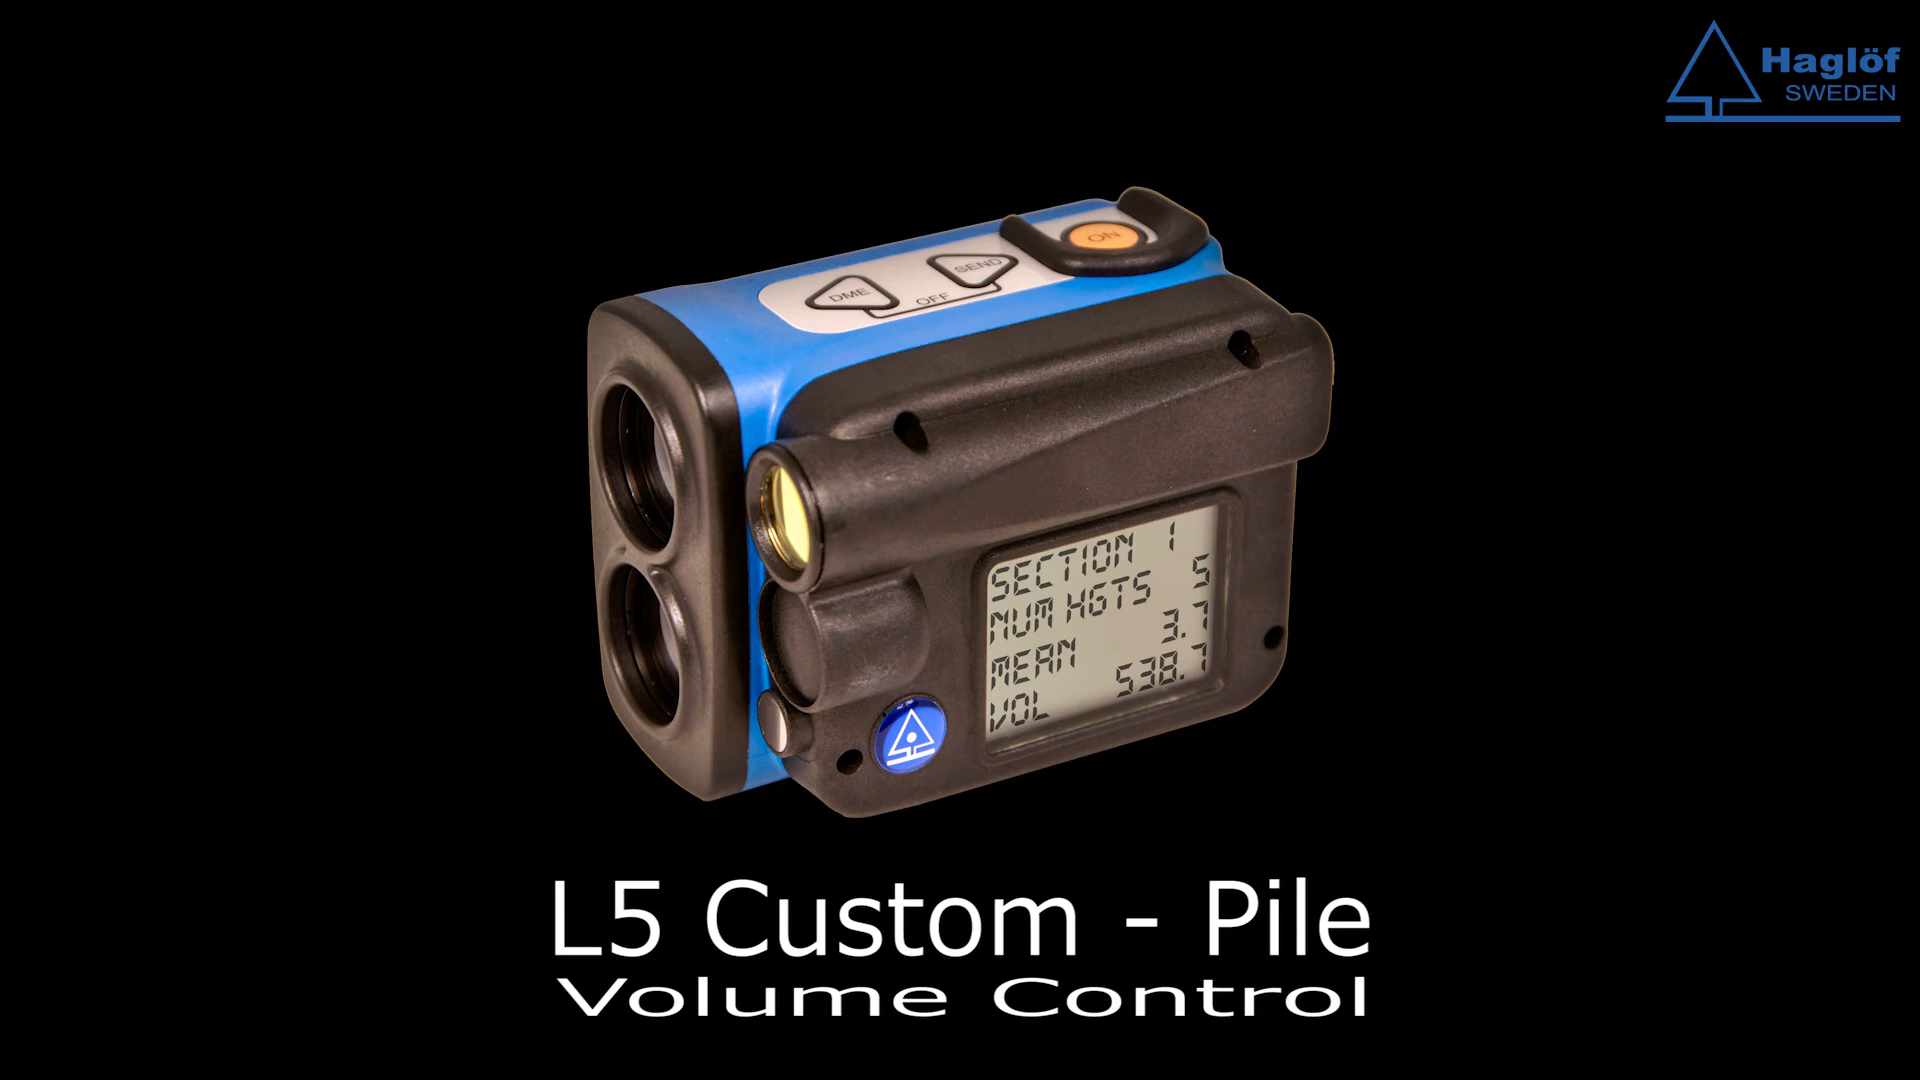 Haglöf
SWEDEN
ON
SEND
DME
OFF
SECTION 1
NUM HGTS 5
MEAN 3.7
VOL 538.7
L5 Custom - Pile
Volume Control